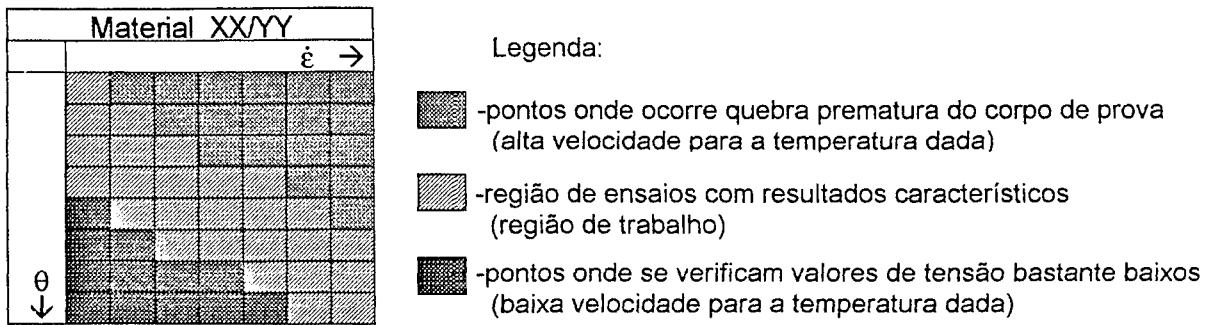 Material XX/YY
ε̇ →
θ
↓
Legenda:
-pontos onde ocorre quebra prematura do corpo de prova
(alta velocidade para a temperatura dada)
-região de ensaios com resultados característicos
(região de trabalho)
-pontos onde se verificam valores de tensão bastante baixos
(baixa velocidade para a temperatura dada)